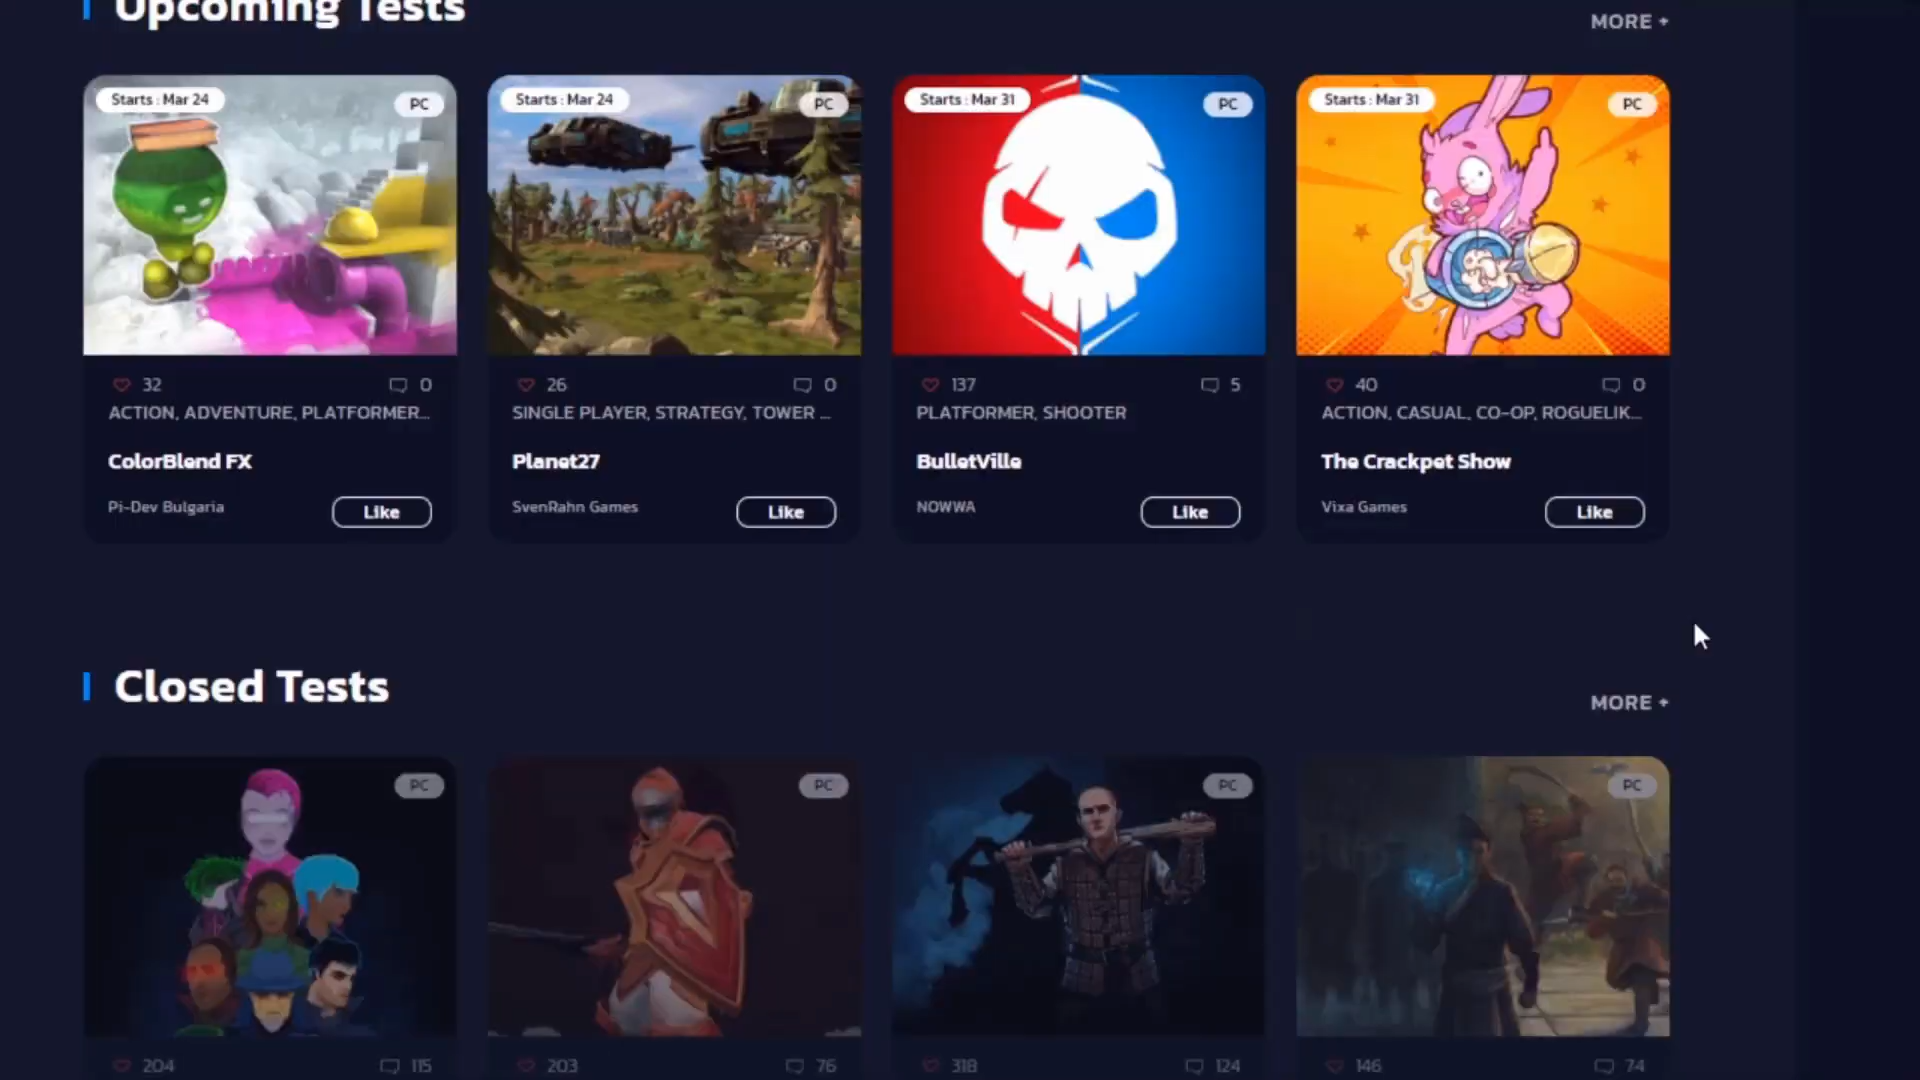 Upcoming Tests
MORE +
Starts : Mar 24
PC
Starts : Mar 24
PC
Starts : Mar 31
PC
Starts : Mar 31
PC
32
0
26
0
137
5
40
0
ACTION, ADVENTURE, PLATFORMER...
SINGLE PLAYER, STRATEGY, TOWER ...
PLATFORMER, SHOOTER
ACTION, CASUAL, CO-OP, ROGUELIK...
ColorBlend FX
Planet27
BulletVille
The Crackpet Show
Pi-Dev Bulgaria
Like
SvenRahn Games
Like
NOWWA
Like
Vixa Games
Like
Closed Tests
MORE +
PC
PC
PC
PC
204
115
203
76
318
124
146
74